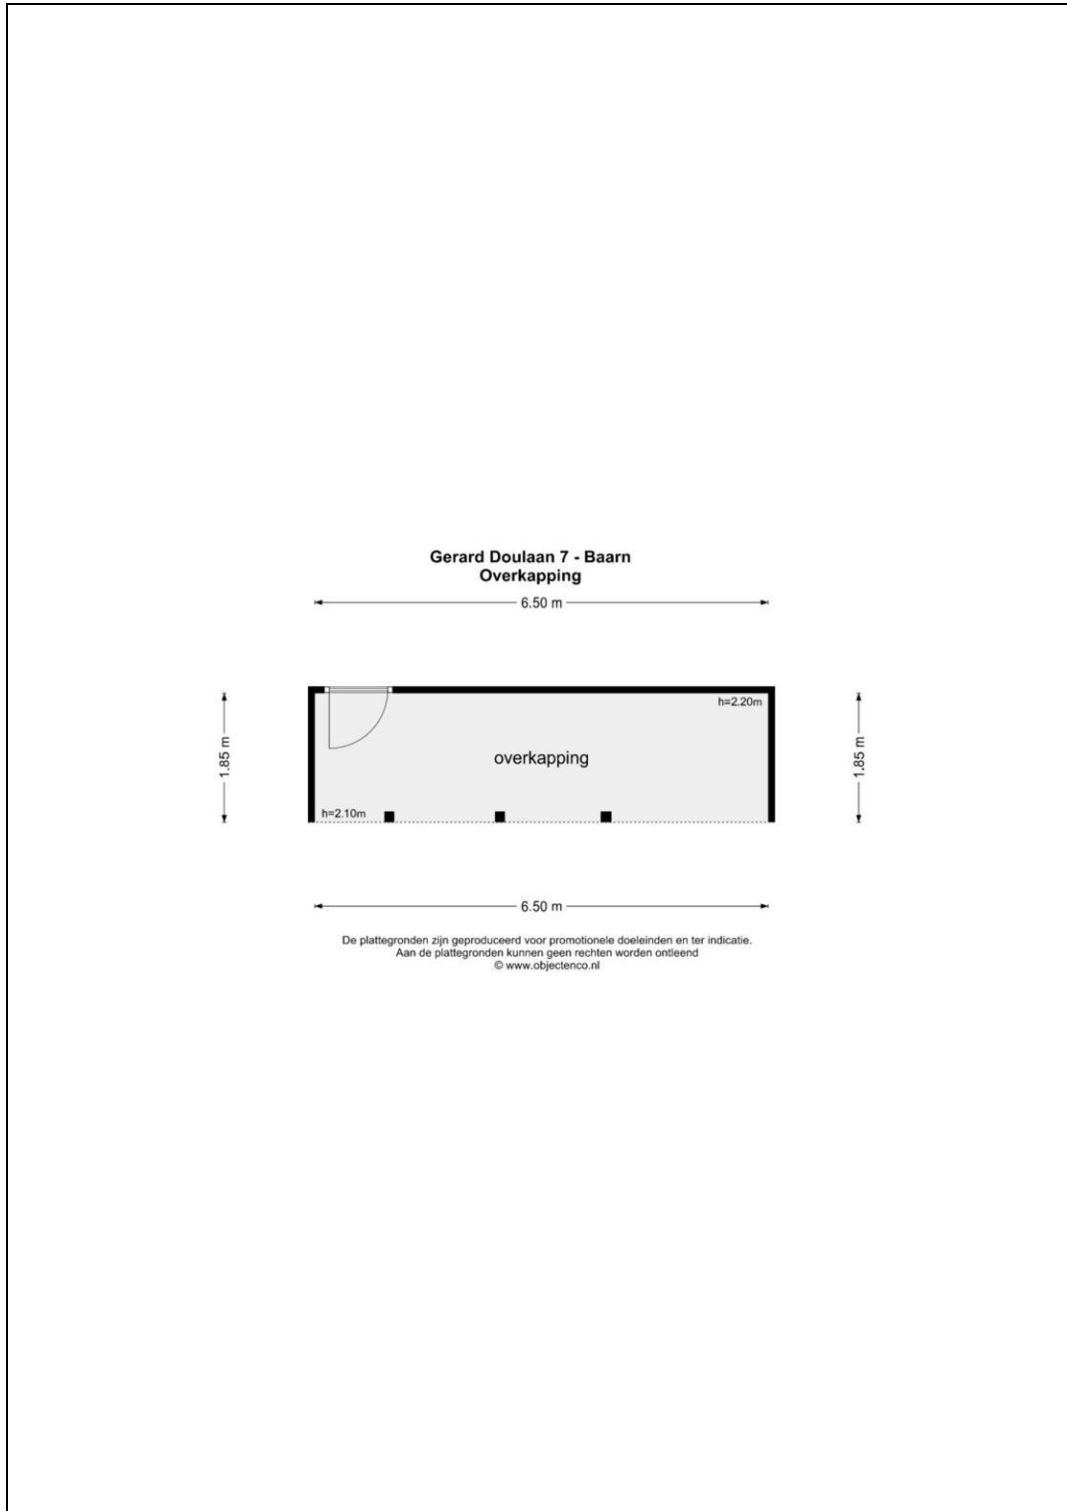 Gerard Doulaan 7 - Baarn
Overkapping
6.50 m
h=2.20m
1.85 m
overkapping
1.85 m
h=2.10m
6.50 m
De plattegronden zijn geproduceerd voor promotionele doeleinden en ter indicatie.
Aan de plattegronden kunnen geen rechten worden ontleend
© www.objectenco.nl